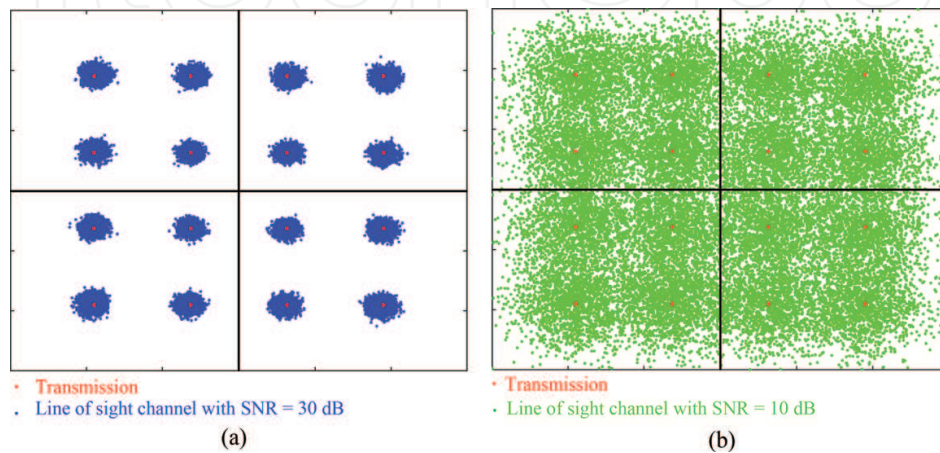 Transmission
Line of sight channel with SNR = 30 dB
(a)
Transmission
Line of sight channel with SNR = 10 dB
(b)